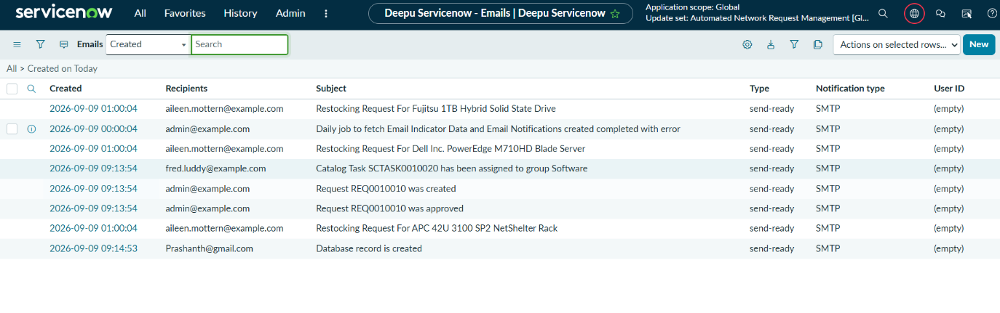 servicenow All Favorites History Admin Deepu Servicenow - Emails | Deepu Servicenow Application scope: Global
Update set: Automated Network Request Management [Gl...
Emails Created Search Actions on selected rows... New
All > Created on Today
Created Recipients Subject Type Notification type User ID
2026-09-09 01:00:04 aileen.mottern@example.com Restocking Request For Fujitsu 1TB Hybrid Solid State Drive send-ready SMTP (empty)
2026-09-09 00:00:04 admin@example.com Daily job to fetch Email Indicator Data and Email Notifications created completed with error send-ready SMTP (empty)
2026-09-09 01:00:04 aileen.mottern@example.com Restocking Request For Dell Inc. PowerEdge M710HD Blade Server send-ready SMTP (empty)
2026-09-09 09:13:54 fred.luddy@example.com Catalog Task SCTASK0010020 has been assigned to group Software send-ready SMTP (empty)
2026-09-09 09:13:54 admin@example.com Request REQ0010010 was created send-ready SMTP (empty)
2026-09-09 09:13:54 admin@example.com Request REQ0010010 was approved send-ready SMTP (empty)
2026-09-09 01:00:04 aileen.mottern@example.com Restocking Request For APC 42U 3100 SP2 NetShelter Rack send-ready SMTP (empty)
2026-09-09 09:14:53 Prashanth@gmail.com Database record is created send-ready SMTP (empty)